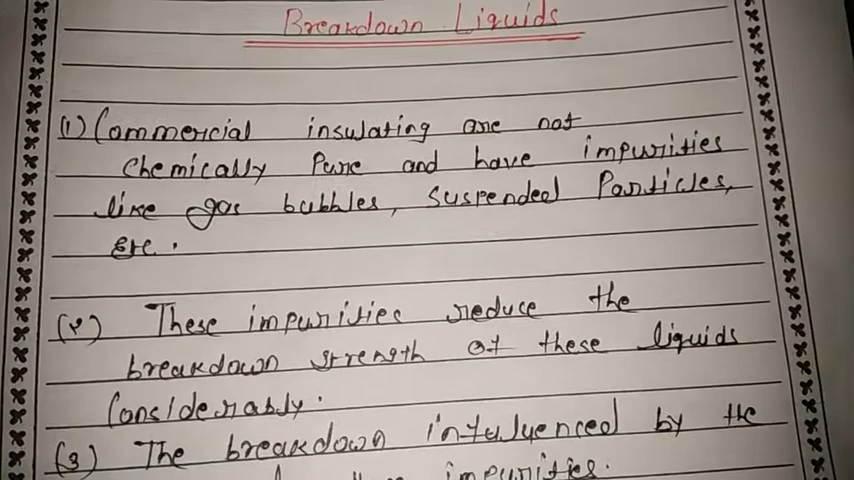 Breakdown Liquids
(1) Commercial insulating are not
chemically Pure and have impurities
like gas bubbles, suspended Particles,
etc.
(2) These impurities reduce the
breakdown strength of these liquids
Considerably.
(3) The breakdown influenced by the
impurities.